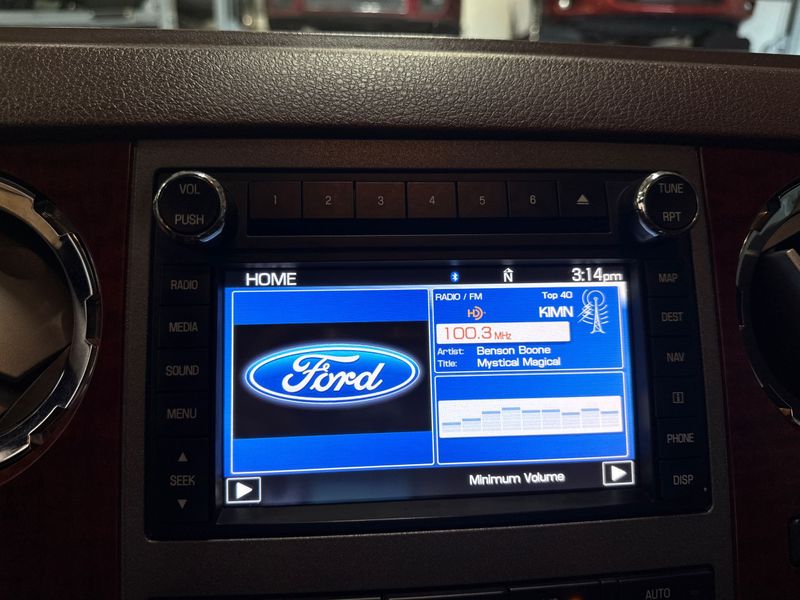 VOL
PUSH
1 2 3 4 5 6
TUNE
RPT
RADIO
MEDIA
SOUND
MENU
SEEK
HOME
N
3:14pm
Ford
RADIO / FM
Top 40
HD
KIMN
100.3 MHz
Artist: Benson Boone
Title: Mystical Magical
Minimum Volume
MAP
DEST
NAV
i
PHONE
DISP
AUTO